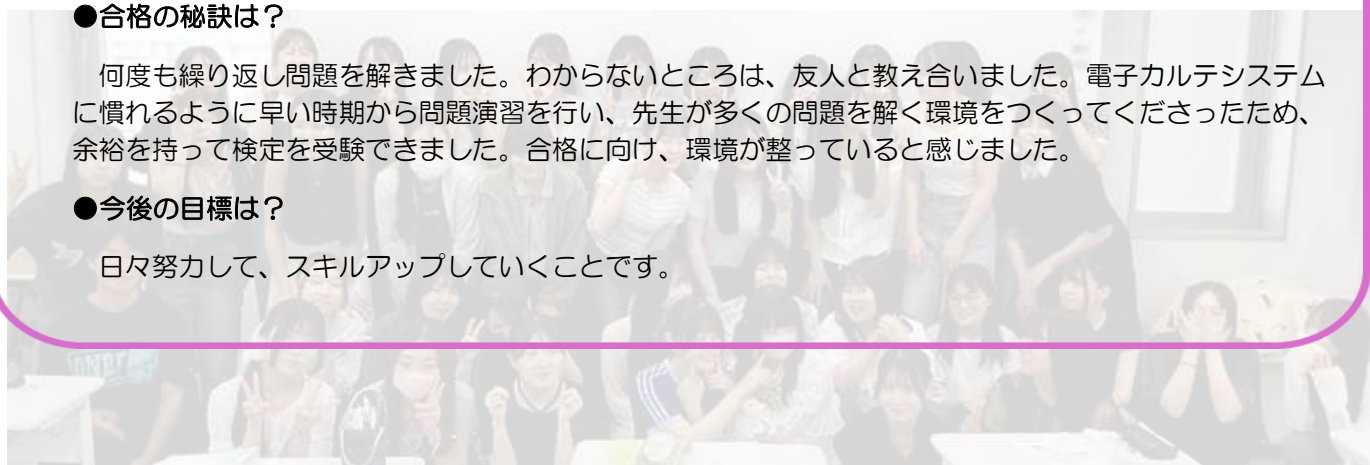 ●合格の秘訣は？
何度も繰り返し問題を解きました。わからないところは、友人と教え合いました。電子カルテシステム
に慣れるように早い時期から問題演習を行い、先生が多くの問題を解く環境をつくってくださったため、
余裕を持って検定を受験できました。合格に向け、環境が整っていると感じました。
●今後の目標は？
日々努力して、スキルアップしていくことです。